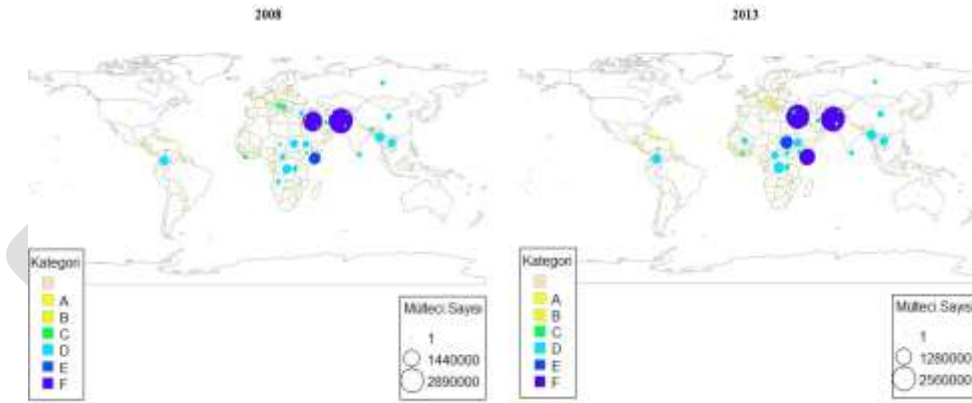 2008
2013
Kategori
A
B
C
D
E
F
Mülteci Sayısı
1
1440000
2890000
Kategori
A
B
C
D
E
F
Mülteci Sayısı
1
1280000
2560000